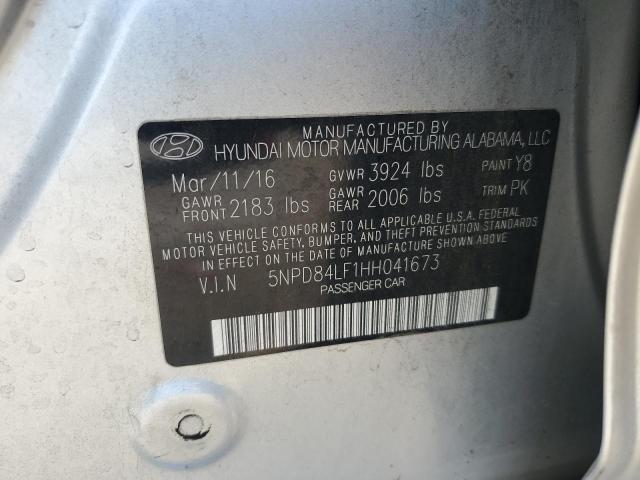 MANUFACTURED BY
HYUNDAI MOTOR MANUFACTURING ALABAMA, LLC
Mar/11/16 GVWR 3924 lbs PAINT Y8
GAWR FRONT 2183 lbs GAWR REAR 2006 lbs TRIM PK
THIS VEHICLE CONFORMS TO ALL APPLICABLE U.S.A. FEDERAL
MOTOR VEHICLE SAFETY, BUMPER, AND THEFT PREVENTION STANDARDS
IN EFFECT ON THE DATE OF MANUFACTURE SHOWN ABOVE.
V.I.N 5NPD84LF1HH041673
PASSENGER CAR